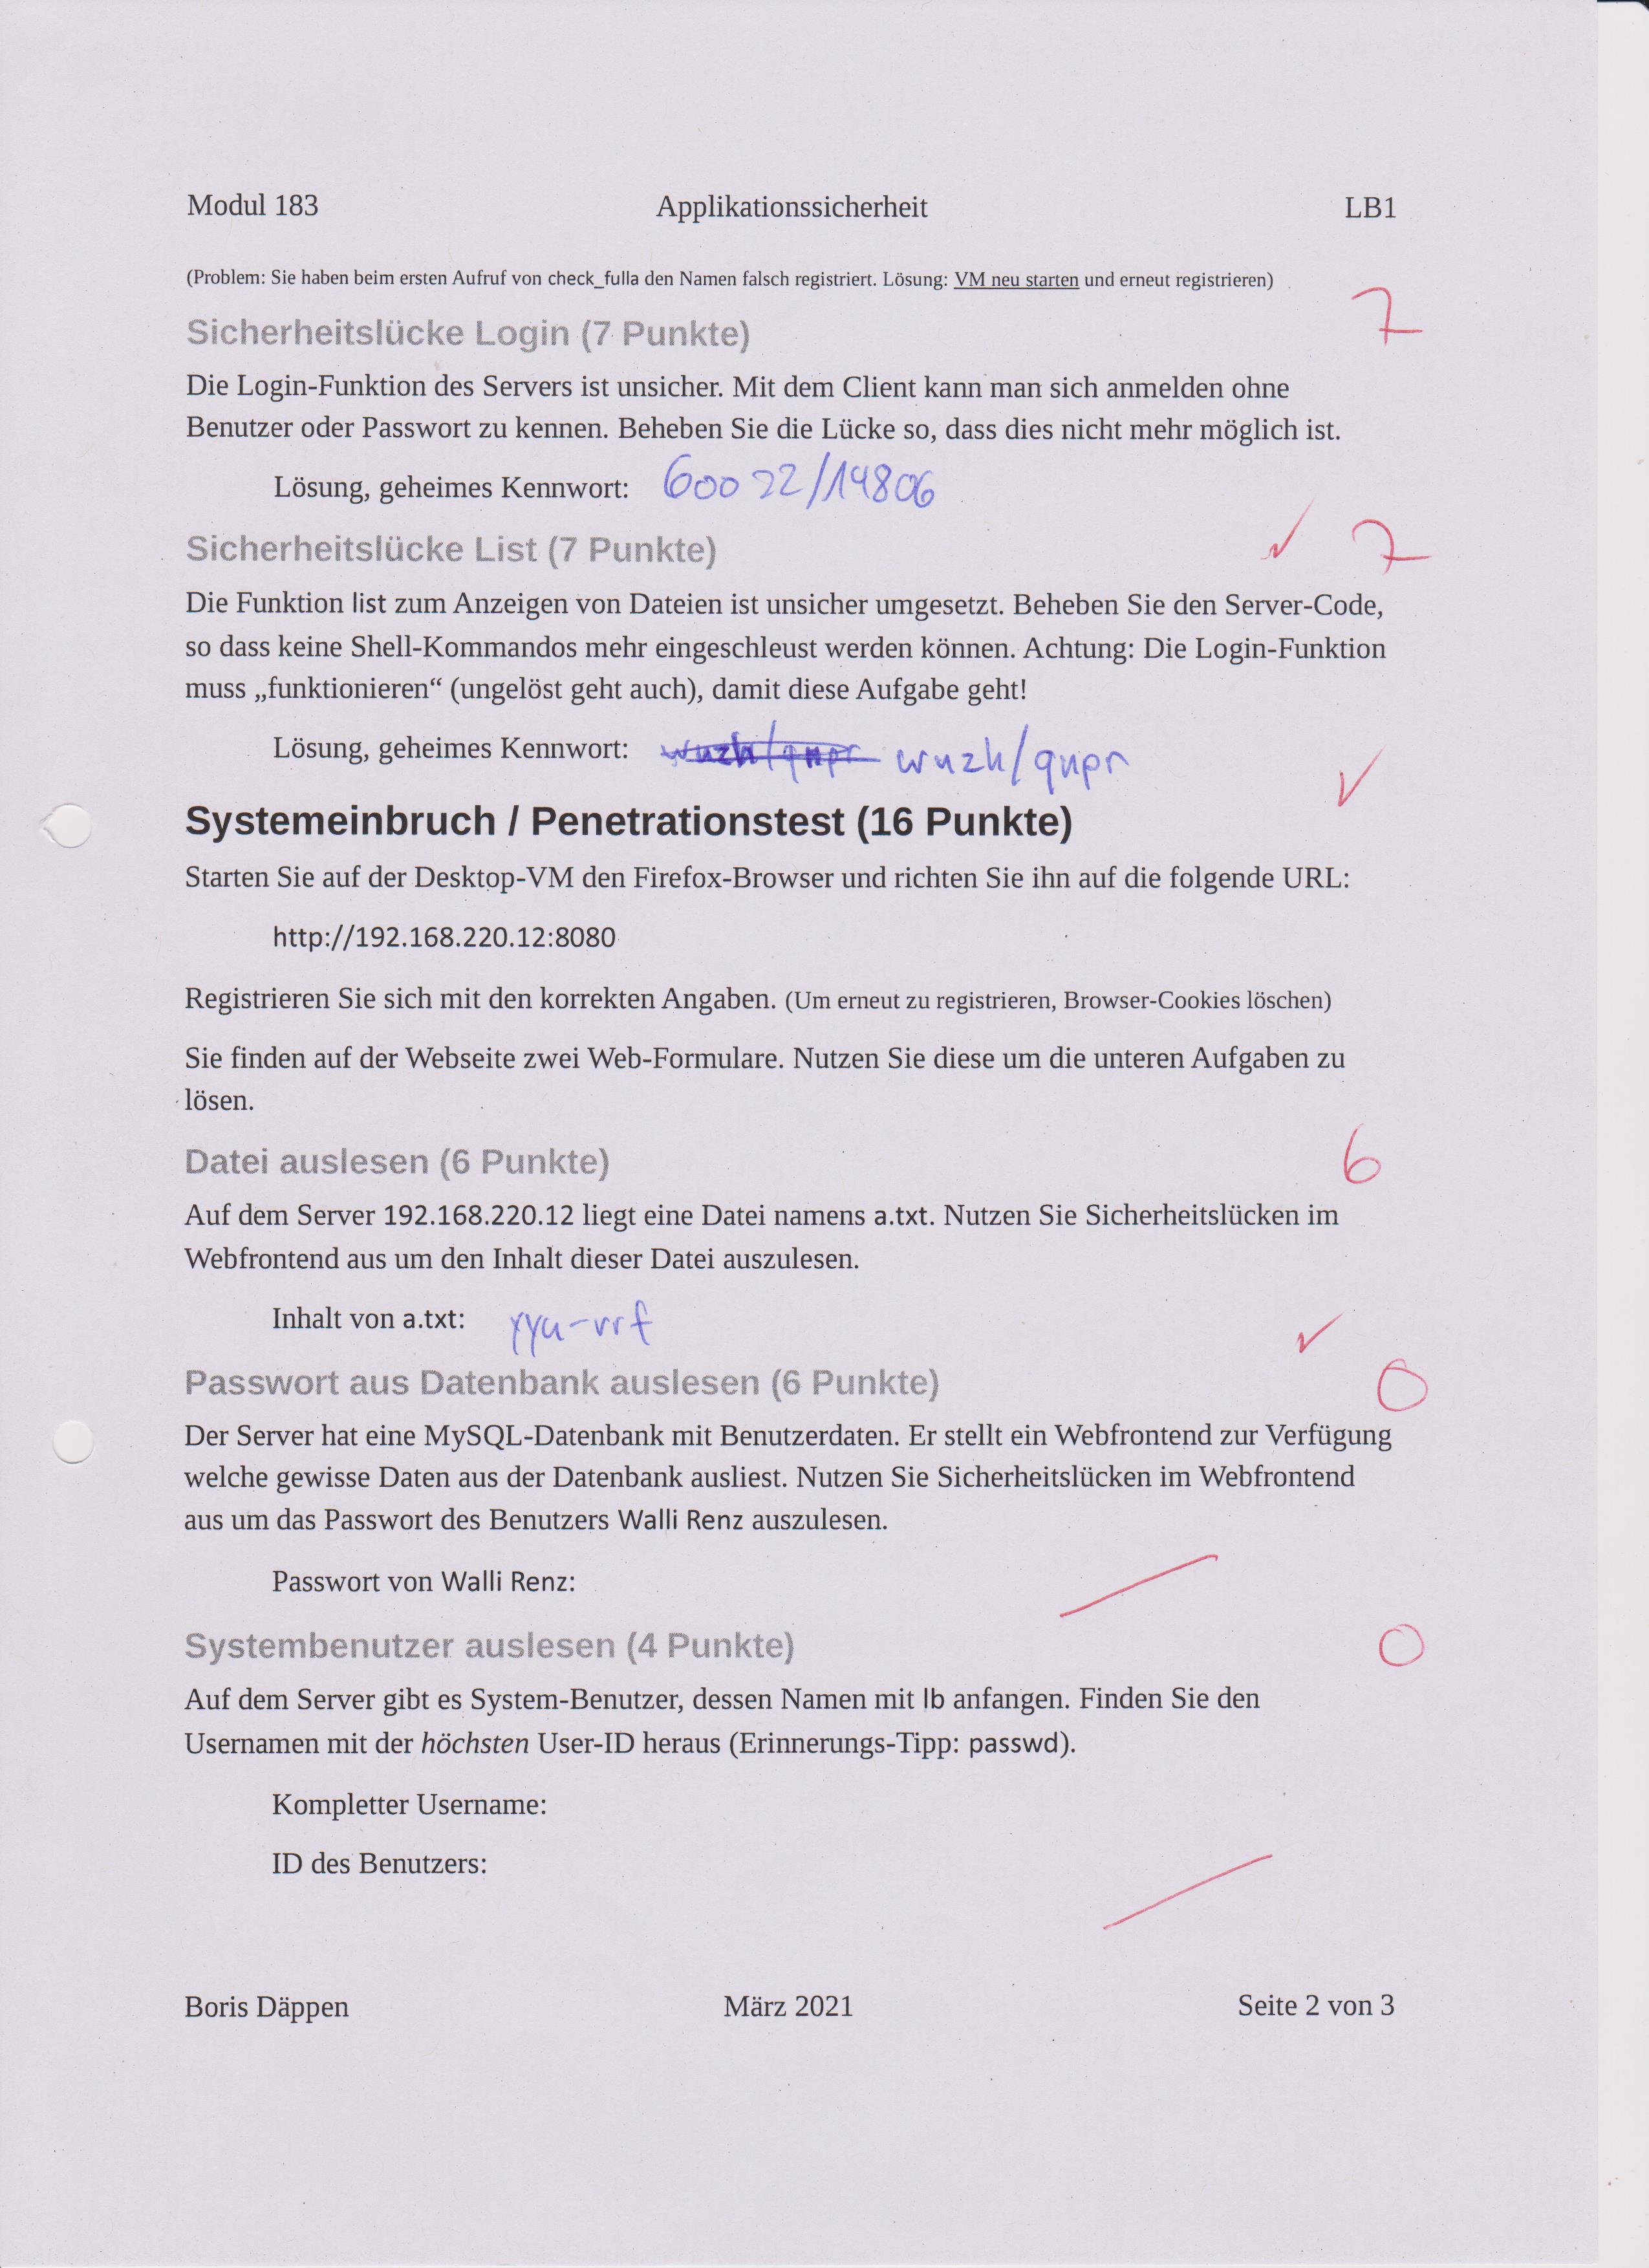 Modul 183 Applikationssicherheit LB1
(Problem: Sie haben beim ersten Aufruf von check_fulla den Namen falsch registriert. Lösung: VM neu starten und erneut registrieren)
7
Sicherheitslücke Login (7 Punkte)
Die Login-Funktion des Servers ist unsicher. Mit dem Client kann man sich anmelden ohne
Benutzer oder Passwort zu kennen. Beheben Sie die Lücke so, dass dies nicht mehr möglich ist.
Lösung, geheimes Kennwort: 60022/14806
Sicherheitslücke List (7 Punkte) ✓ 7
Die Funktion list zum Anzeigen von Dateien ist unsicher umgesetzt. Beheben Sie den Server-Code,
so dass keine Shell-Kommandos mehr eingeschleust werden können. Achtung: Die Login-Funktion
muss „funktionieren“ (ungelöst geht auch), damit diese Aufgabe geht!
Lösung, geheimes Kennwort: wuzh/qnpr wuzh/qnpr
✓
Systemeinbruch / Penetrationstest (16 Punkte)
Starten Sie auf der Desktop-VM den Firefox-Browser und richten Sie ihn auf die folgende URL:
http://192.168.220.12:8080
Registrieren Sie sich mit den korrekten Angaben. (Um erneut zu registrieren, Browser-Cookies löschen)
Sie finden auf der Webseite zwei Web-Formulare. Nutzen Sie diese um die unteren Aufgaben zu
lösen.
Datei auslesen (6 Punkte) 6
Auf dem Server 192.168.220.12 liegt eine Datei namens a.txt. Nutzen Sie Sicherheitslücken im
Webfrontend aus um den Inhalt dieser Datei auszulesen.
Inhalt von a.txt: ✓
Passwort aus Datenbank auslesen (6 Punkte) 0
Der Server hat eine MySQL-Datenbank mit Benutzerdaten. Er stellt ein Webfrontend zur Verfügung
welche gewisse Daten aus der Datenbank ausliest. Nutzen Sie Sicherheitslücken im Webfrontend
aus um das Passwort des Benutzers Walli Renz auszulesen.
Passwort von Walli Renz:
Systembenutzer auslesen (4 Punkte) 0
Auf dem Server gibt es System-Benutzer, dessen Namen mit lb anfangen. Finden Sie den
Usernamen mit der höchsten User-ID heraus (Erinnerungs-Tipp: passwd).
Kompletter Username:
ID des Benutzers:
Boris Däppen März 2021 Seite 2 von 3